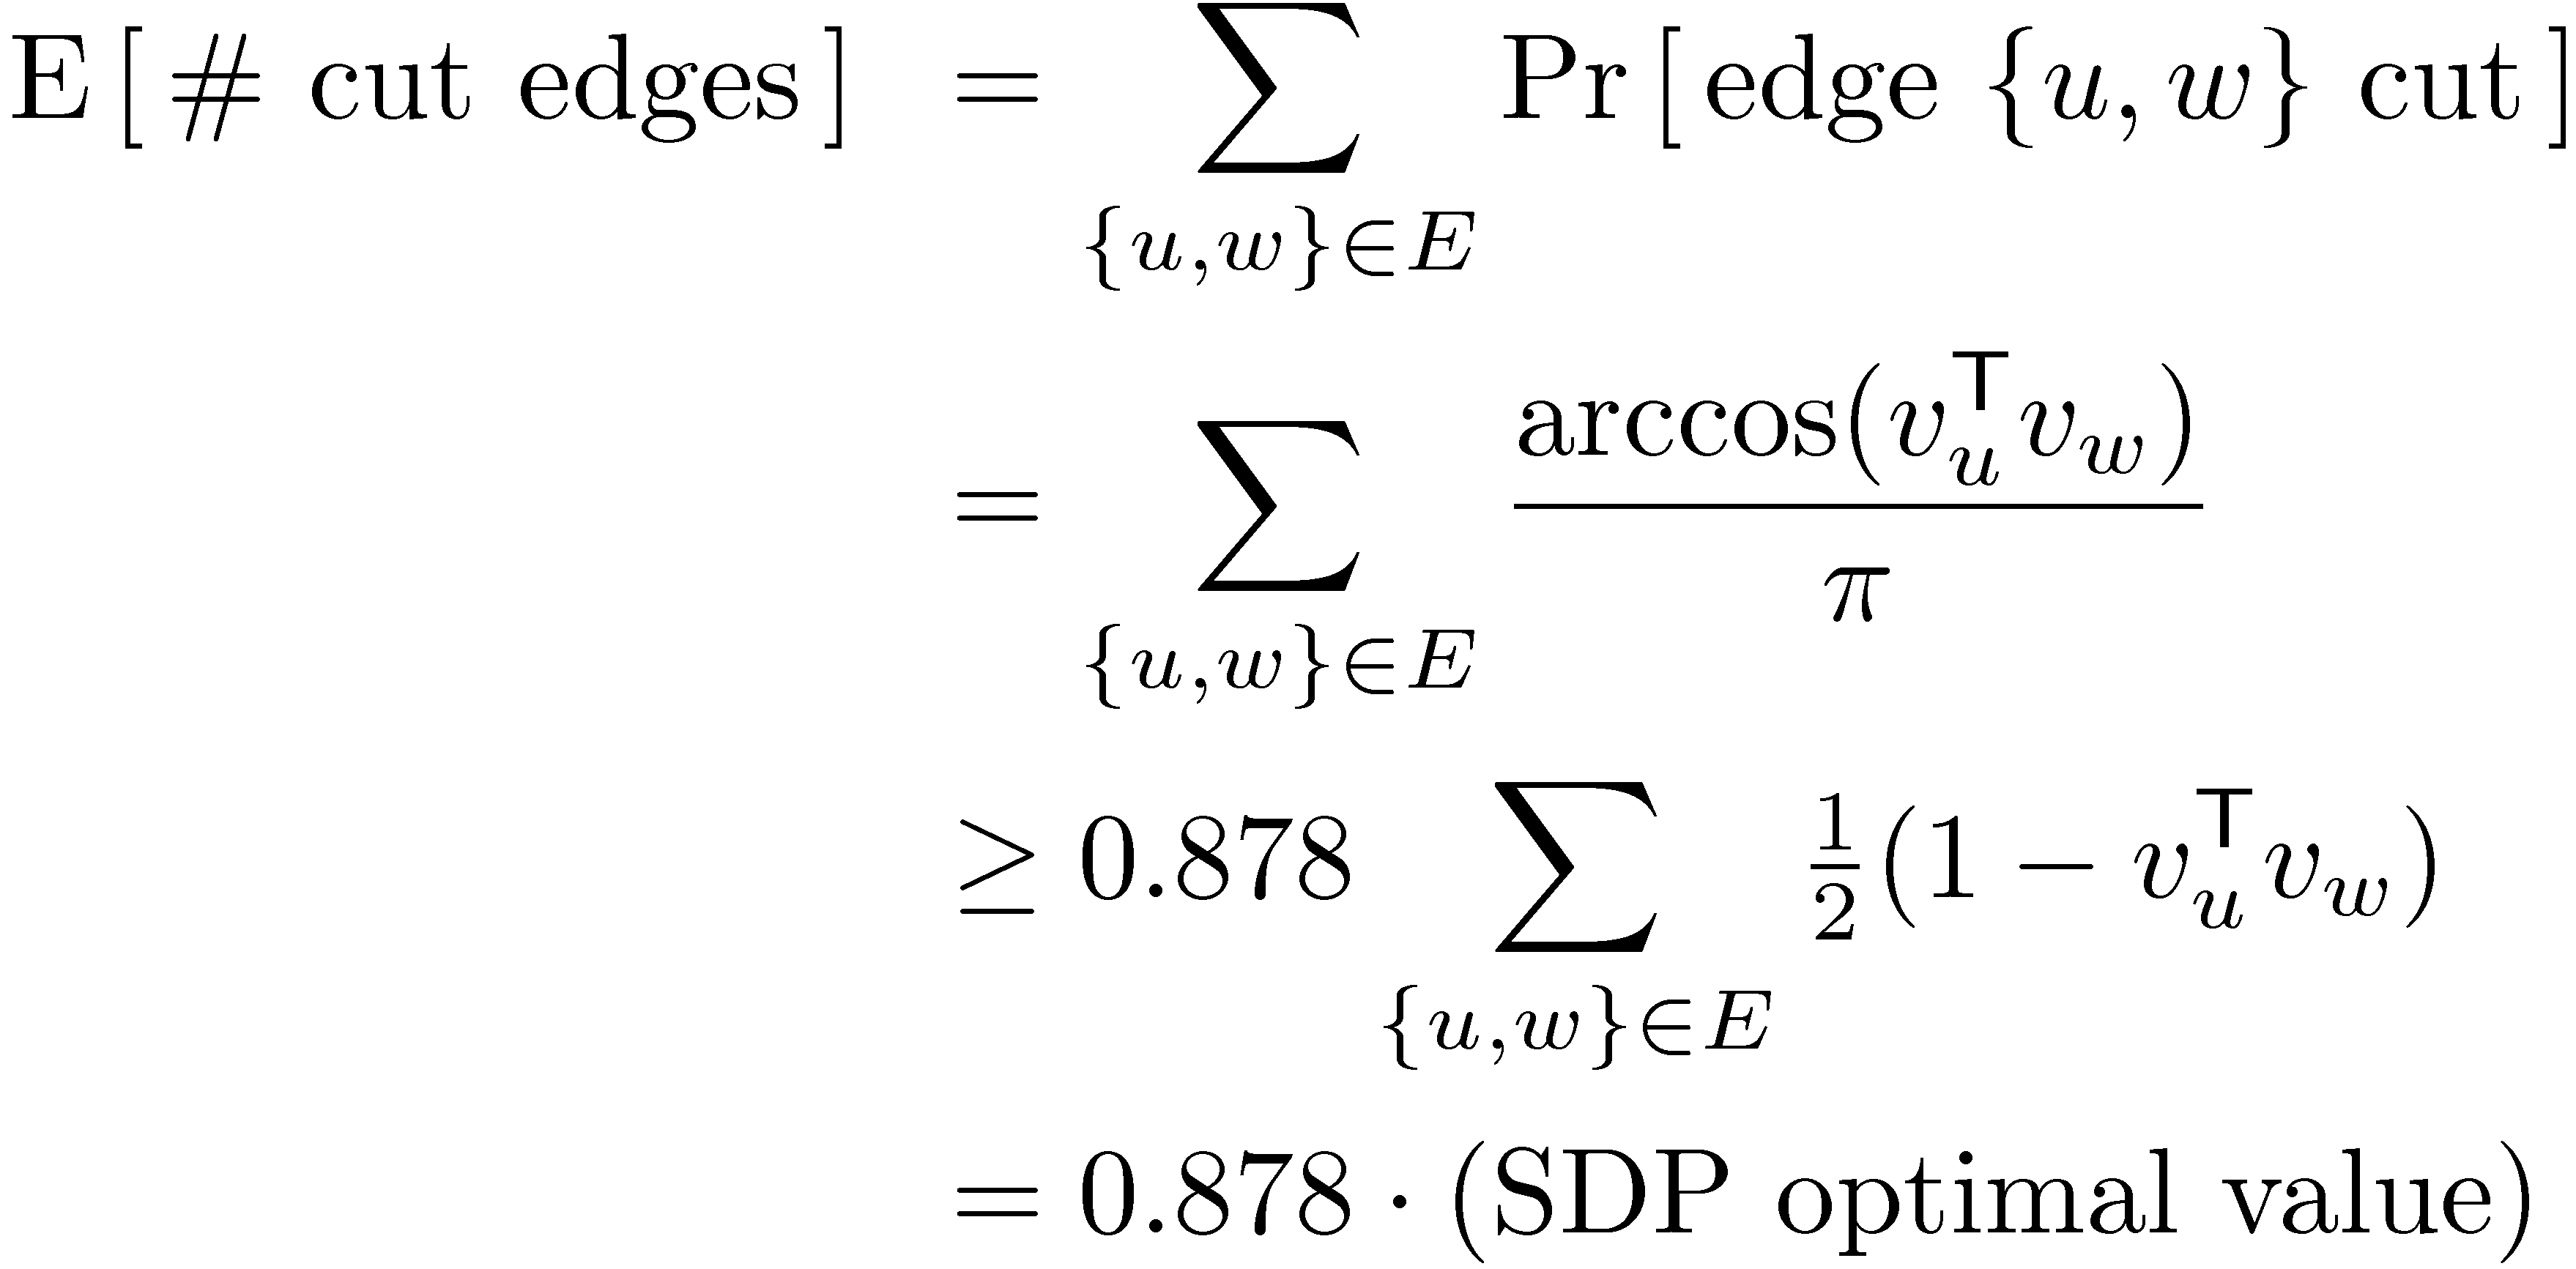 E [ # cut edges ] = ∑_{{u,w}∈E} Pr [ edge {u, w} cut ]
= ∑_{{u,w}∈E} arccos(v_u^T v_w) / π
≥ 0.878 ∑_{{u,w}∈E} 1/2 (1 − v_u^T v_w)
= 0.878 · (SDP optimal value)